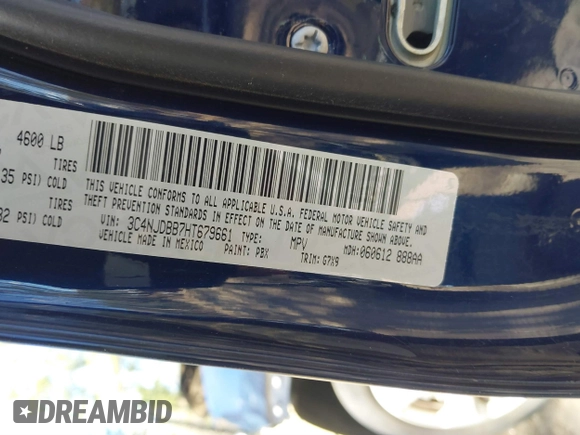 4600 LB
TIRES
35 PSI) COLD
TIRES
32 PSI) COLD
THIS VEHICLE CONFORMS TO ALL APPLICABLE U.S.A. FEDERAL MOTOR VEHICLE SAFETY AND
THEFT PREVENTION STANDARDS IN EFFECT ON THE DATE OF MANUFACTURE SHOWN ABOVE.
VIN: 3C4NJDBB7HT679661 TYPE: MPV MDH: 060612 888AA
VEHICLE MADE IN MEXICO PAINT: PBX TRIM: G7X9
DREAMBID